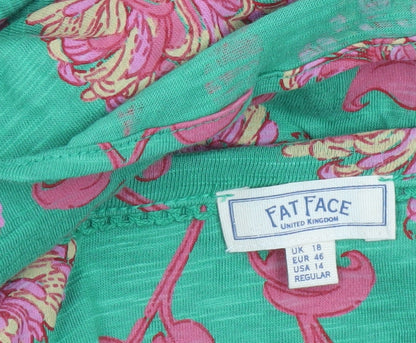 FAT FACE
UNITED KINGDOM
UK 18
EUR 46
USA 14
REGULAR